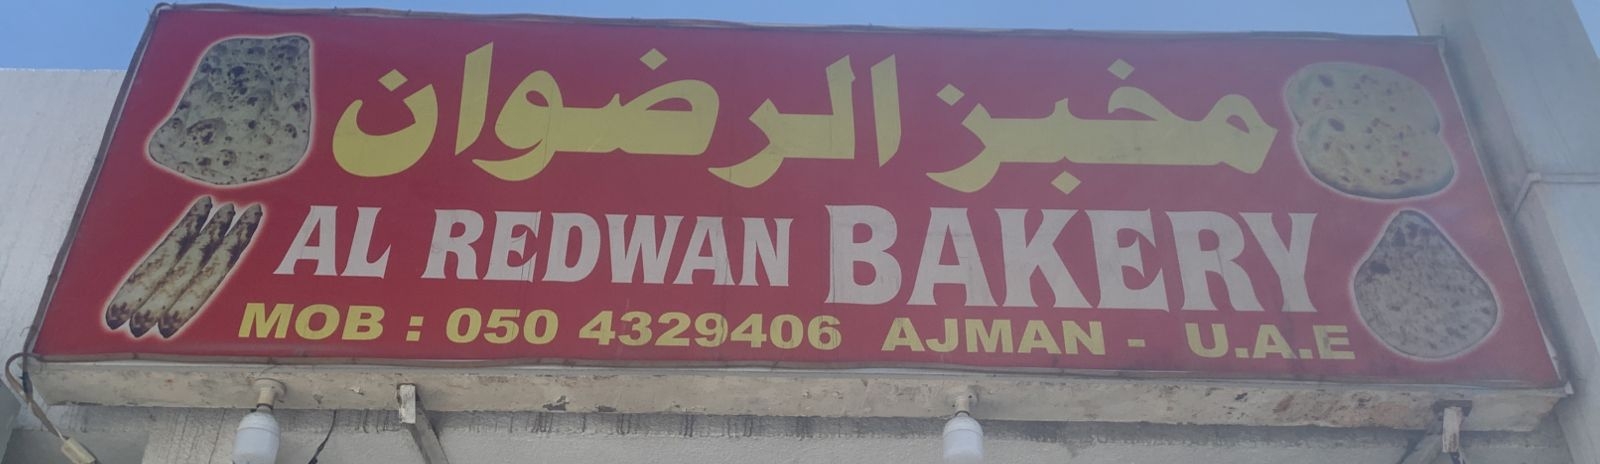 مخبز الرضوان
AL REDWAN BAKERY
MOB : 050 4329406 AJMAN - U.A.E